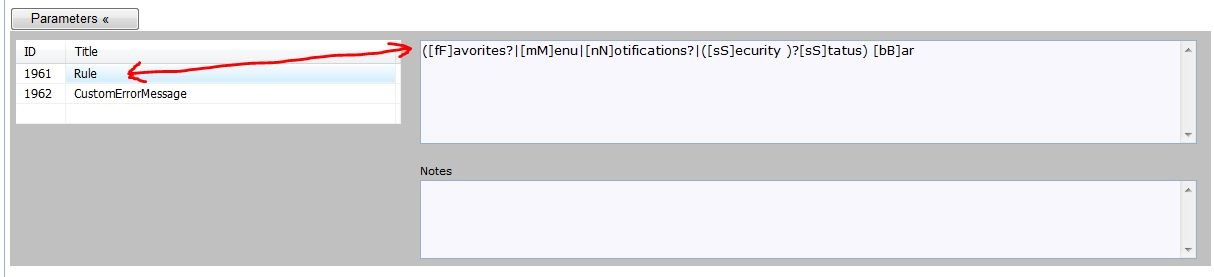 Parameters «
ID Title
1961 Rule
1962 CustomErrorMessage
([fF]avorites?|[mM]enu|[nN]otifications?|([sS]ecurity )?[sS]tatus) [bB]ar
Notes